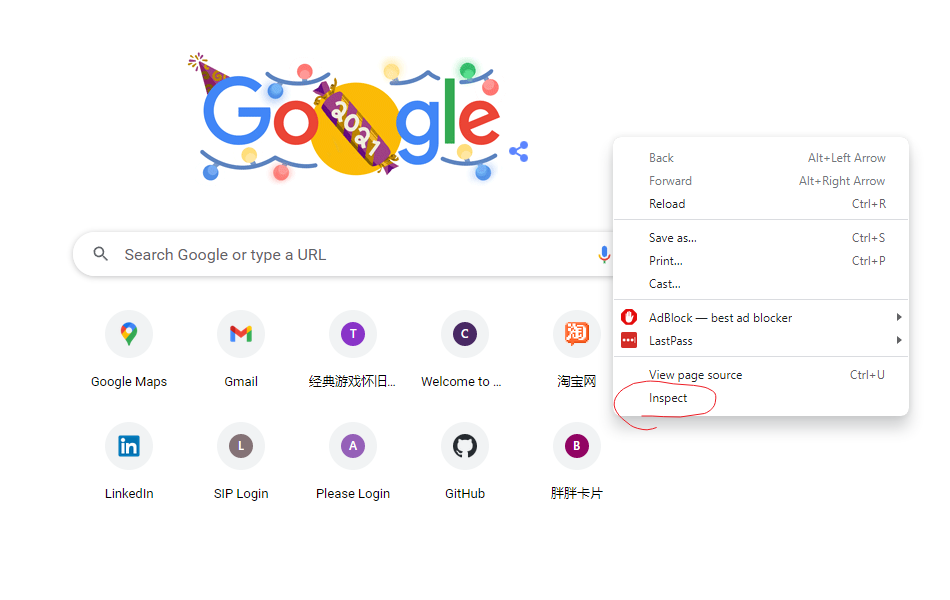 Google
2021
Search Google or type a URL
Google Maps
Gmail
T
经典游戏怀旧...
C
Welcome to ...
淘
淘宝网
in
LinkedIn
L
SIP Login
A
Please Login
GitHub
B
胖胖卡片
Back Alt+Left Arrow
Forward Alt+Right Arrow
Reload Ctrl+R
Save as... Ctrl+S
Print... Ctrl+P
Cast...
AdBlock — best ad blocker
LastPass
View page source Ctrl+U
Inspect